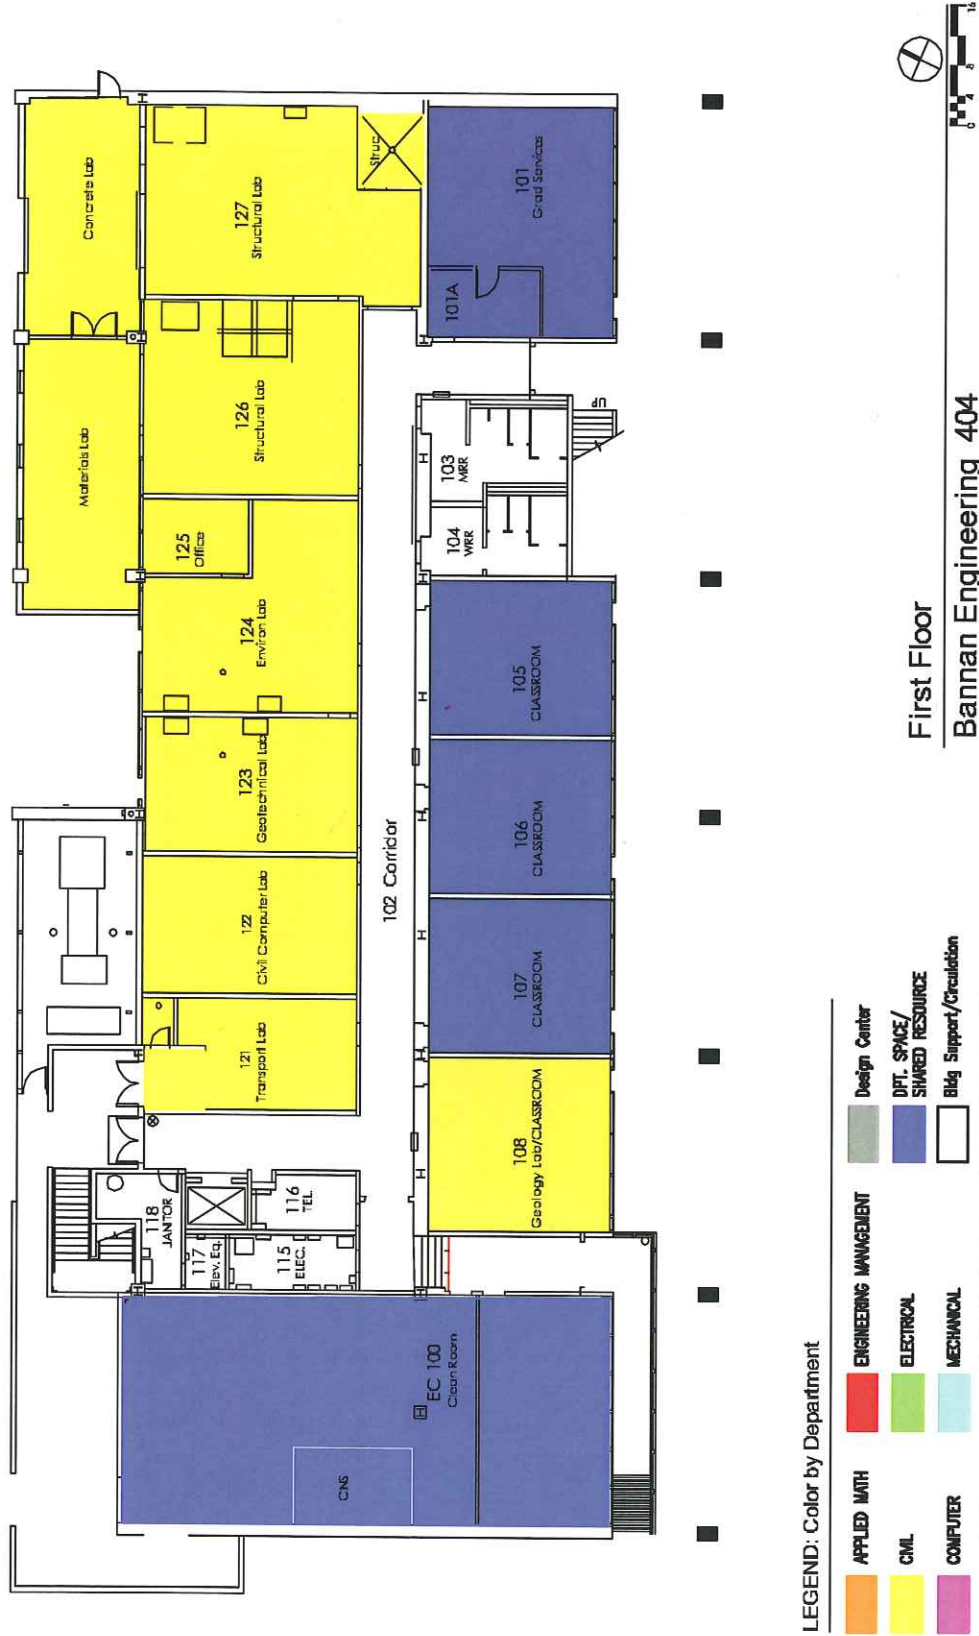 Concrete Lab
Materials Lab
127
Structural Lab
Struc
126
Structural Lab
125
Office
124
Environ Lab
123
Geotechnical Lab
122
Civil Computer Lab
121
Transport Lab
118
JANTOR
117
Elev. Eq.
116
TEL.
115
ELEC.
102 Corridor
101
Grad Services
101A
103
MRR
104
WRR
UP
105
CLASSROOM
106
CLASSROOM
107
CLASSROOM
108
Geology Lab/CLASSROOM
EC 100
Clean Room
CNS
LEGEND: Color by Department
APPLIED MATH
CIVIL
COMPUTER
ENGINEERING MANAGEMENT
ELECTRICAL
MECHANICAL
Design Center
DPT. SPACE/
SHARED RESOURCE
Bldg Support/Circulation
First Floor
Bannan Engineering 404
0 4 8 16